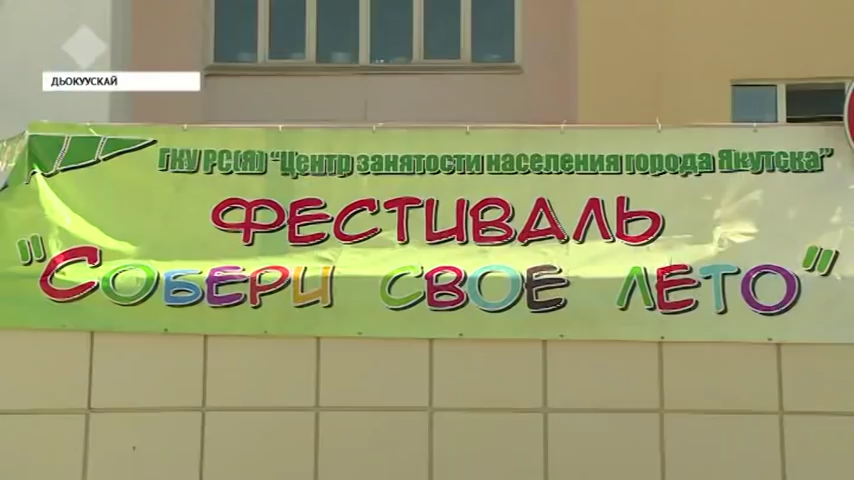 ДЬОКУУСКАЙ
ГКУ РС(Я) "Центр занятости населения города Якутска"
ФЕСТИВАЛЬ
"СОБЕРИ СВОЕ ЛЕТО"